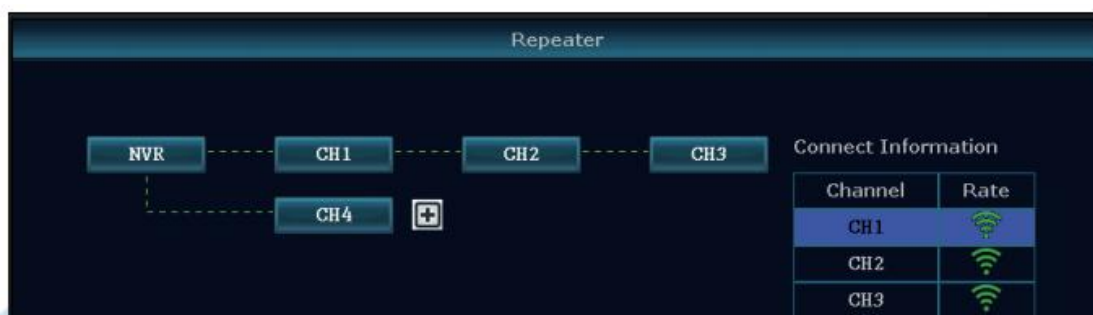 Repeater
NVR CH1 CH2 CH3
CH4
Connect Information
Channel Rate
CH1
CH2
CH3